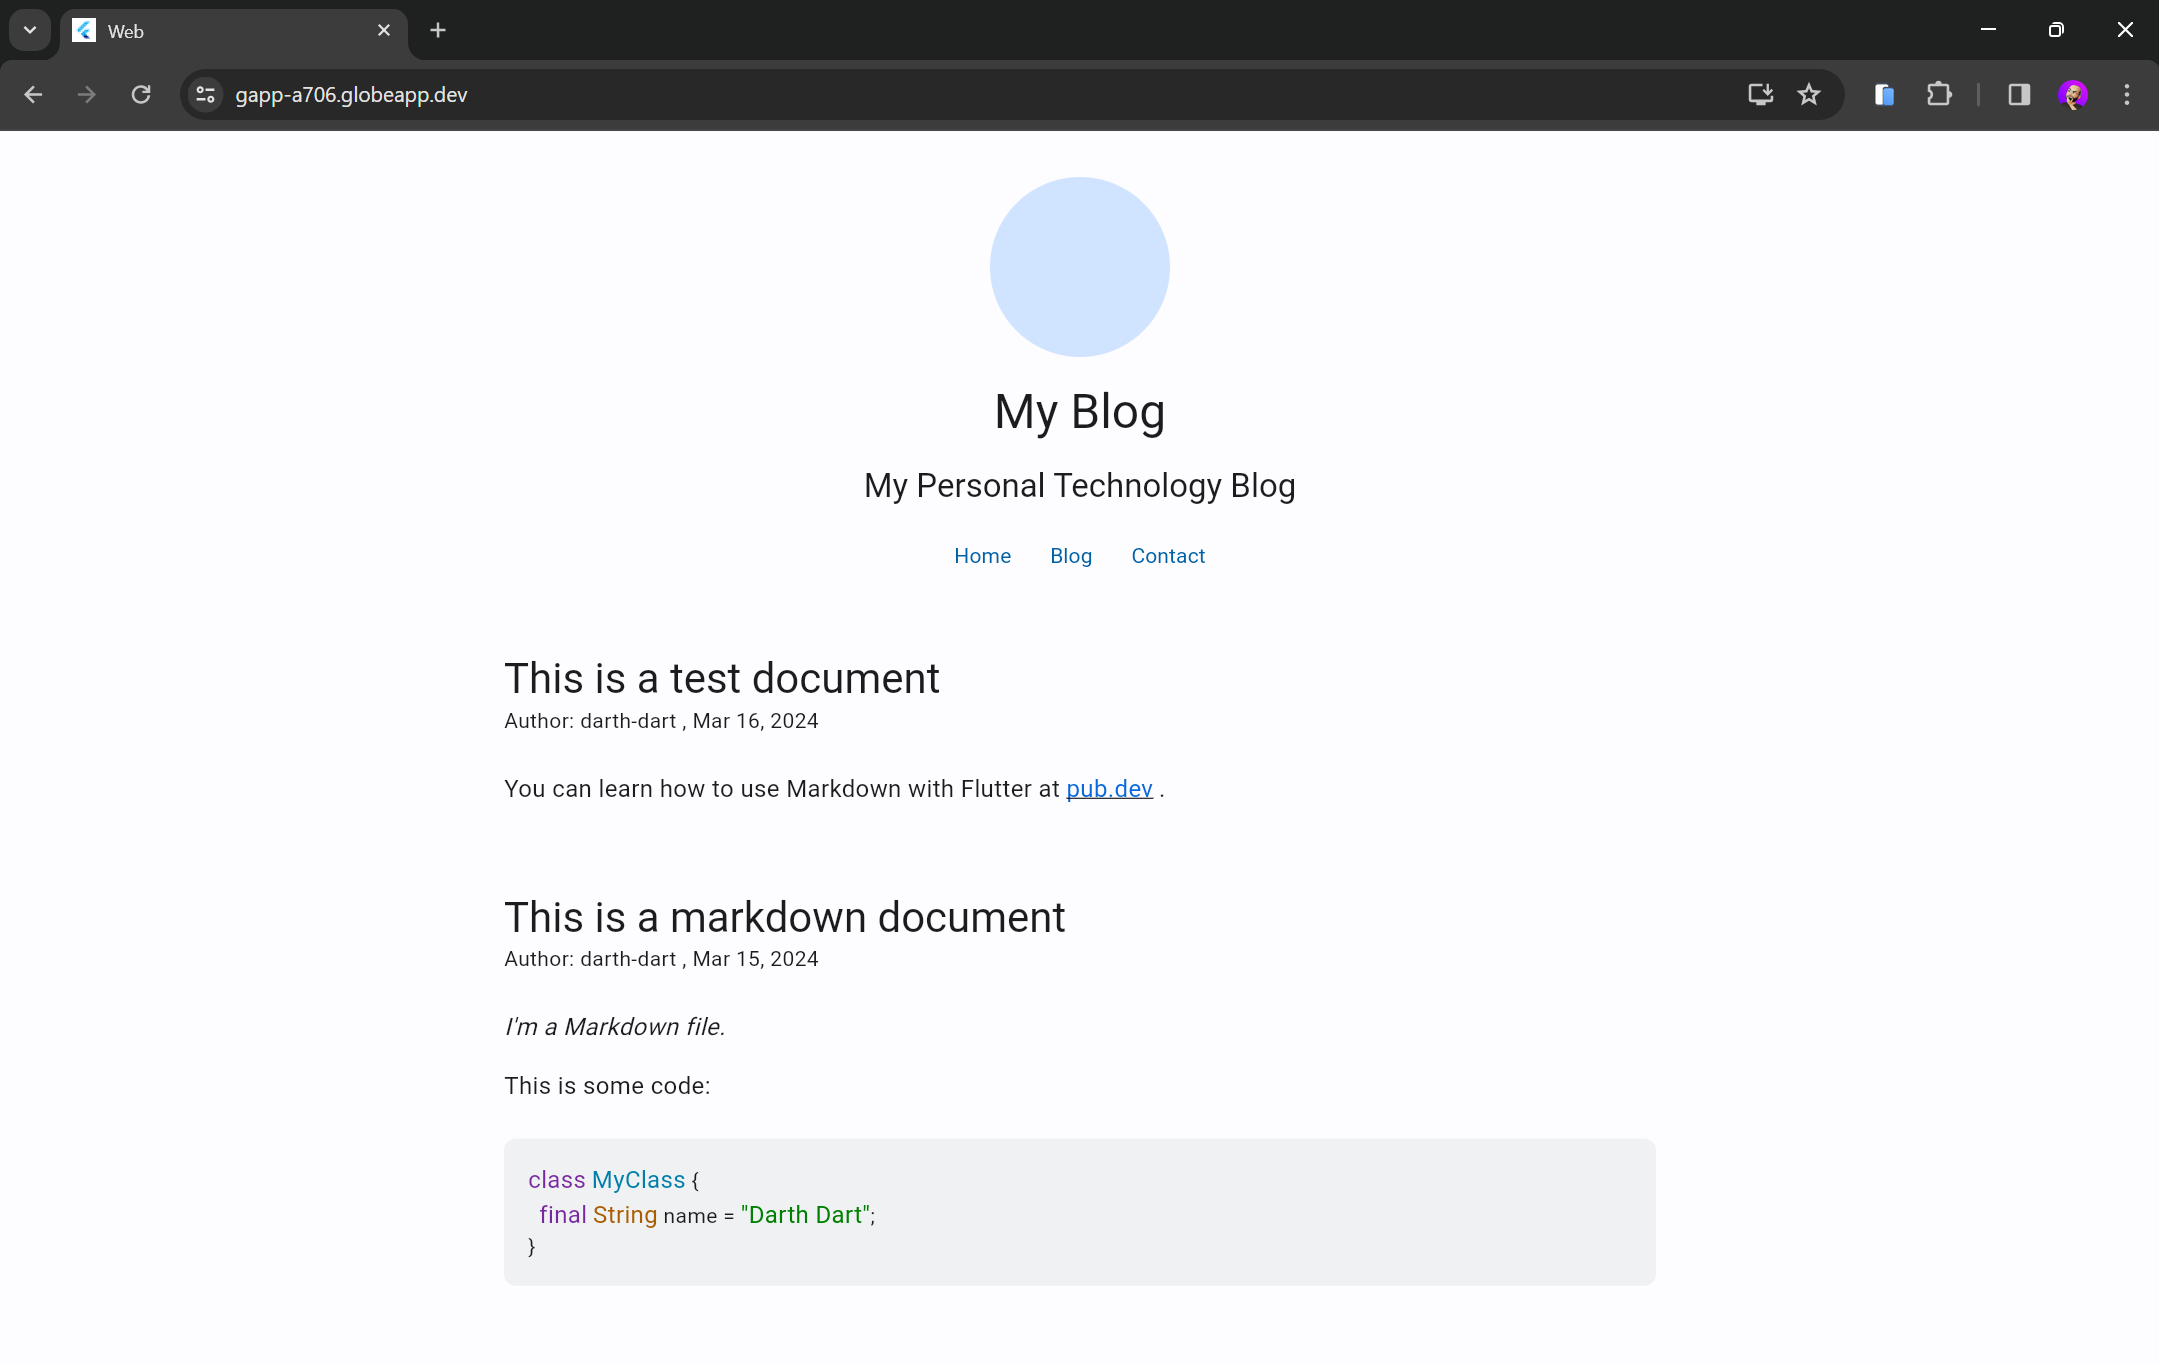 Web
gapp-a706.globeapp.dev
My Blog
My Personal Technology Blog
Home Blog Contact
This is a test document
Author: darth-dart , Mar 16, 2024
You can learn how to use Markdown with Flutter at pub.dev .
This is a markdown document
Author: darth-dart , Mar 15, 2024
I'm a Markdown file.
This is some code:
class MyClass {
  final String name = "Darth Dart";
}